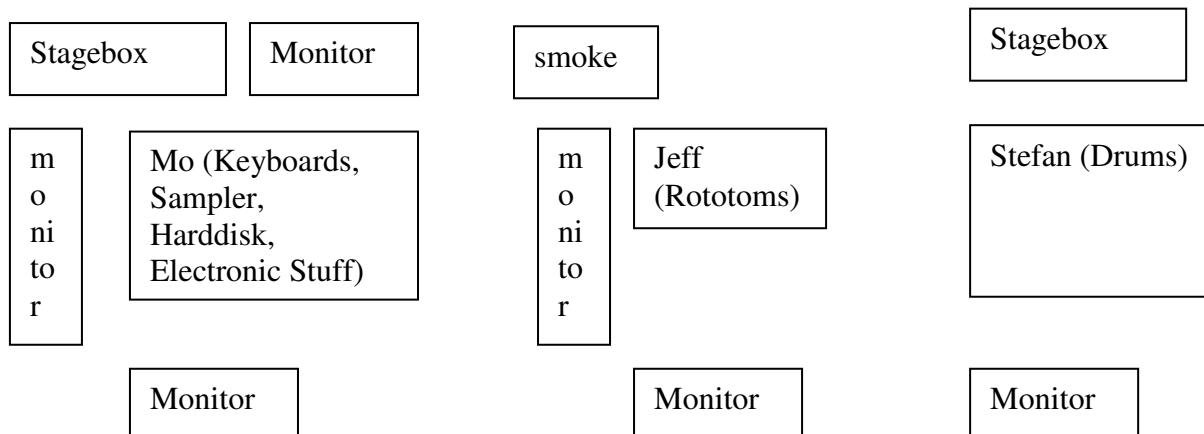 Stagebox
Monitor
smoke
Stagebox
m
o
ni
to
r
Mo (Keyboards,
Sampler,
Harddisk,
Electronic Stuff)
m
o
ni
to
r
Jeff
(Rototoms)
Stefan (Drums)
Monitor
Monitor
Monitor